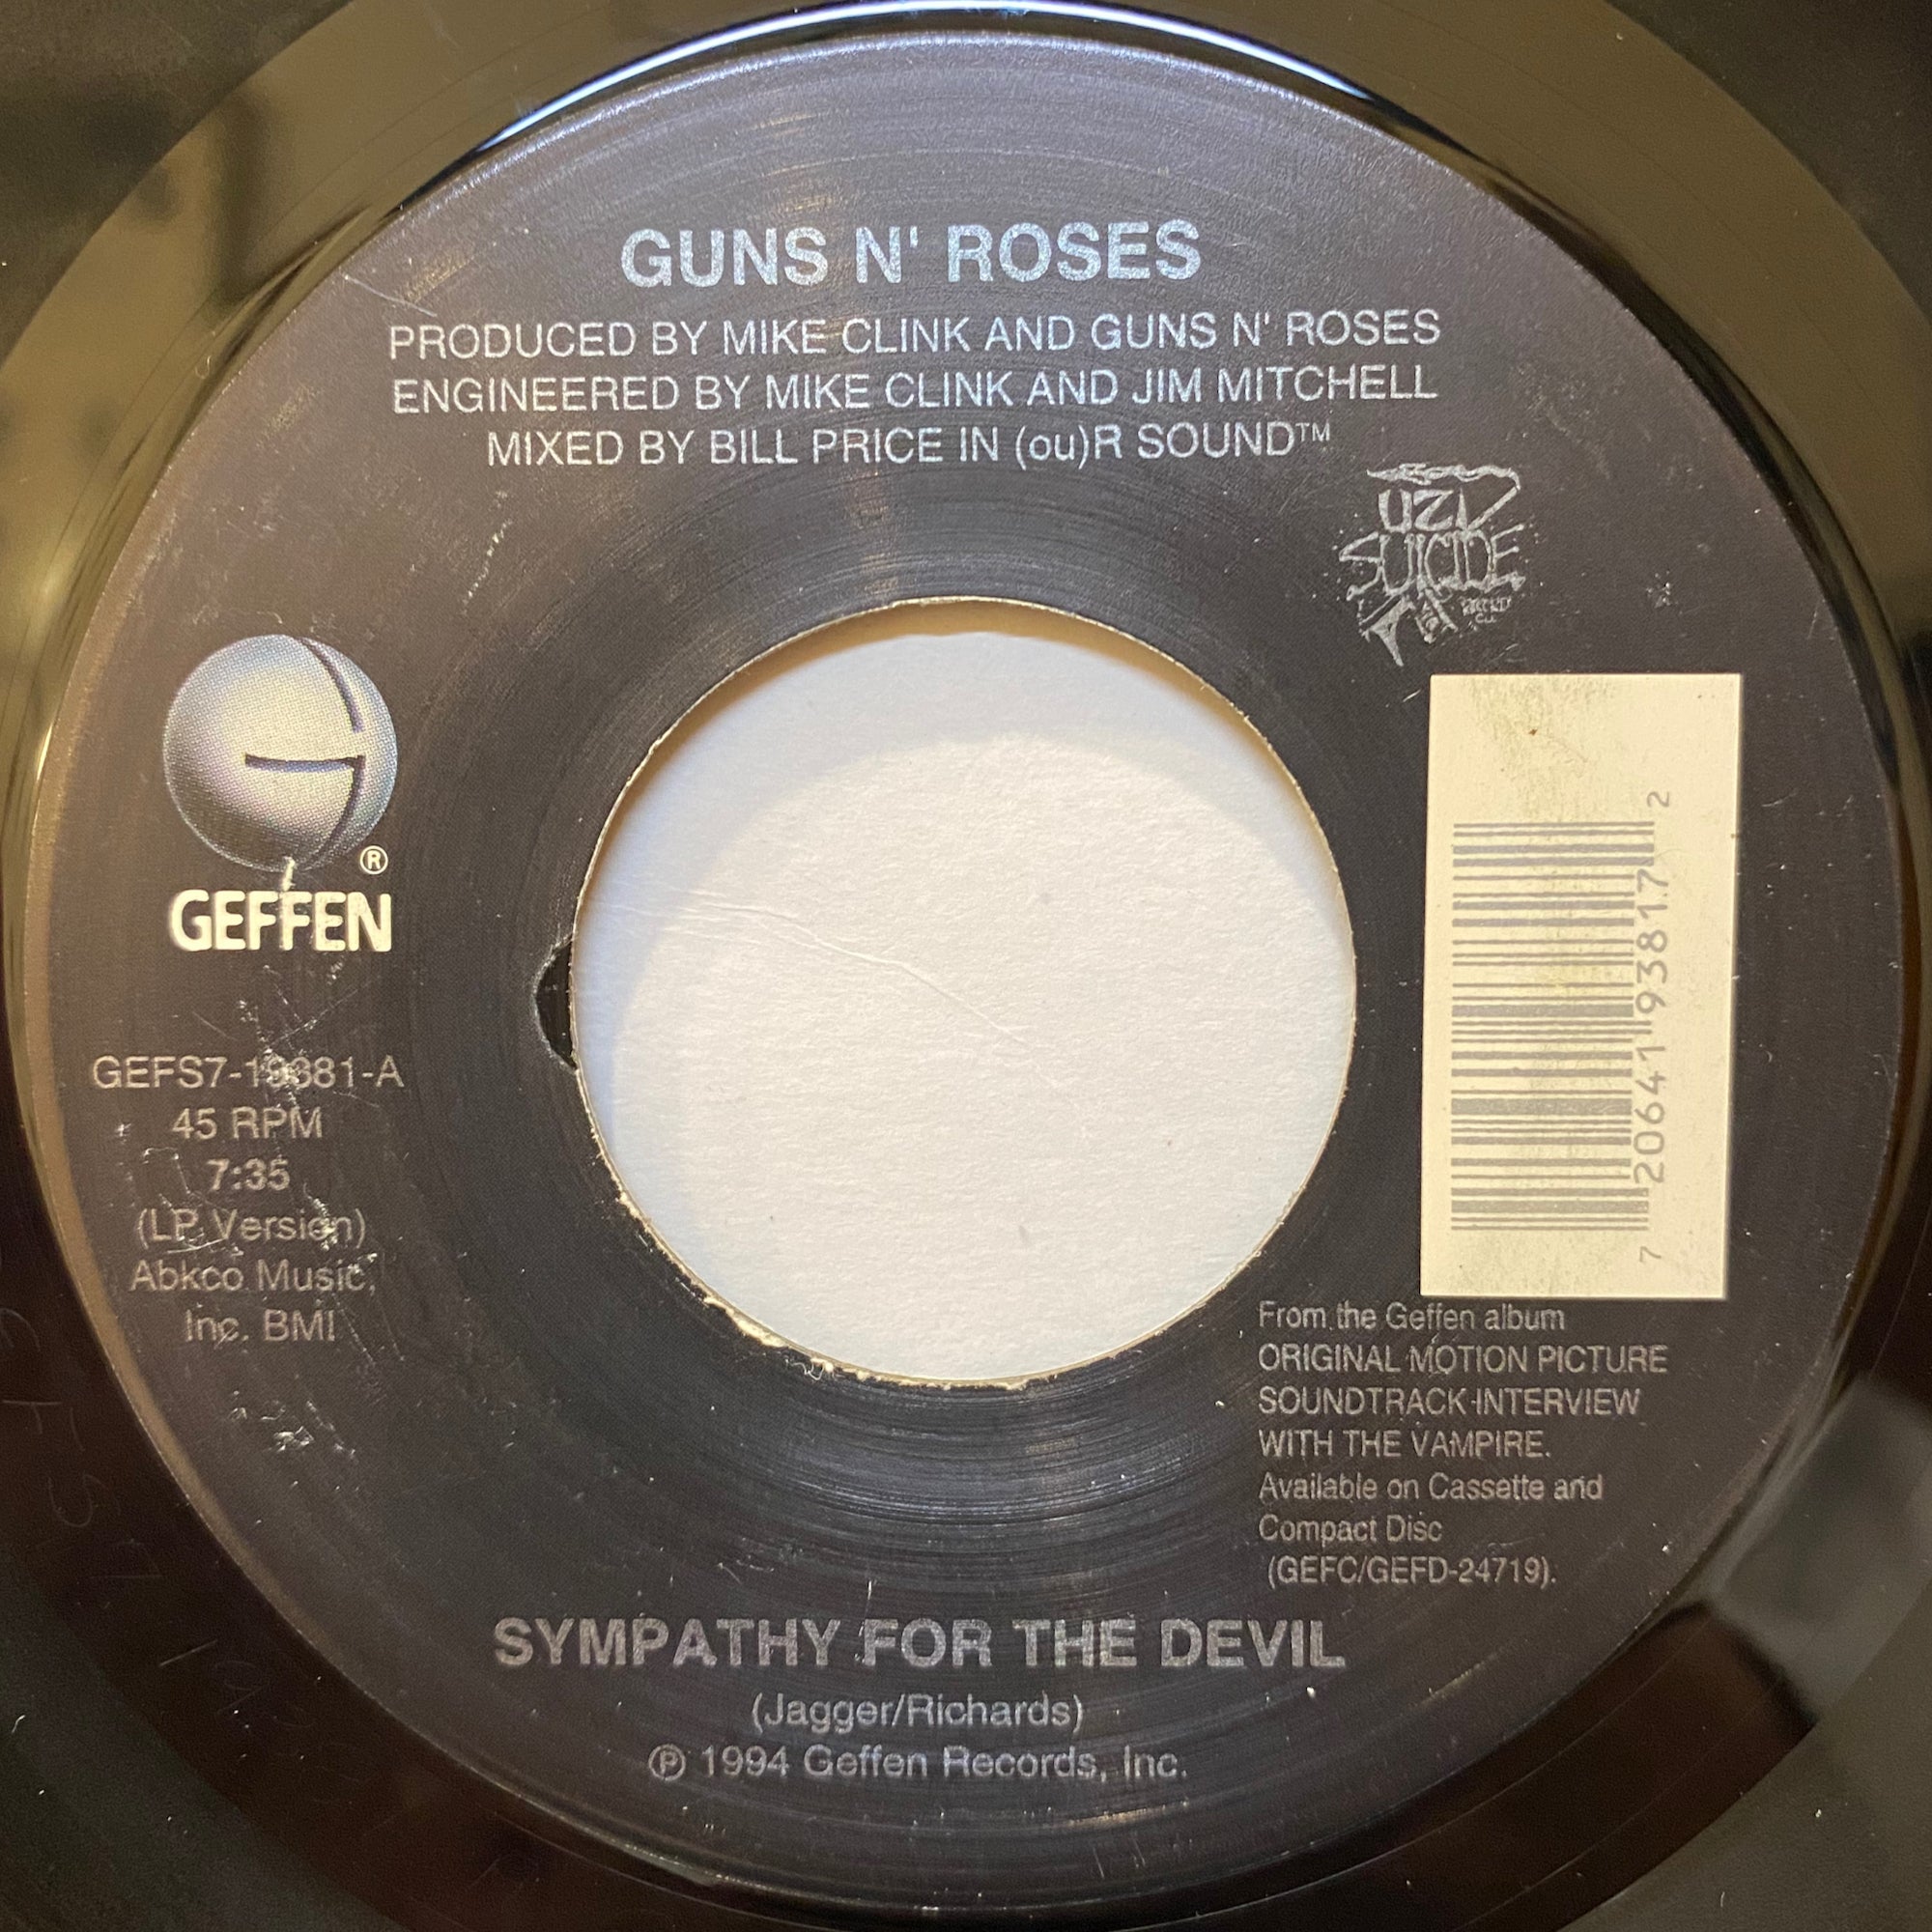 GUNS N' ROSES
PRODUCED BY MIKE CLINK AND GUNS N' ROSES
ENGINEERED BY MIKE CLINK AND JIM MITCHELL
MIXED BY BILL PRICE IN (ou)R SOUND™
UZI
SUICIDE
®
GEFFEN
GEFS7-19381-A
45 RPM
7:35
(LP Version)
Abkco Music,
Inc. BMI
7 20641 93817 2
From the Geffen album
ORIGINAL MOTION PICTURE
SOUNDTRACK-INTERVIEW
WITH THE VAMPIRE.
Available on Cassette and
Compact Disc
(GEFC/GEFD-24719).
SYMPATHY FOR THE DEVIL
(Jagger/Richards)
℗ 1994 Geffen Records, Inc.